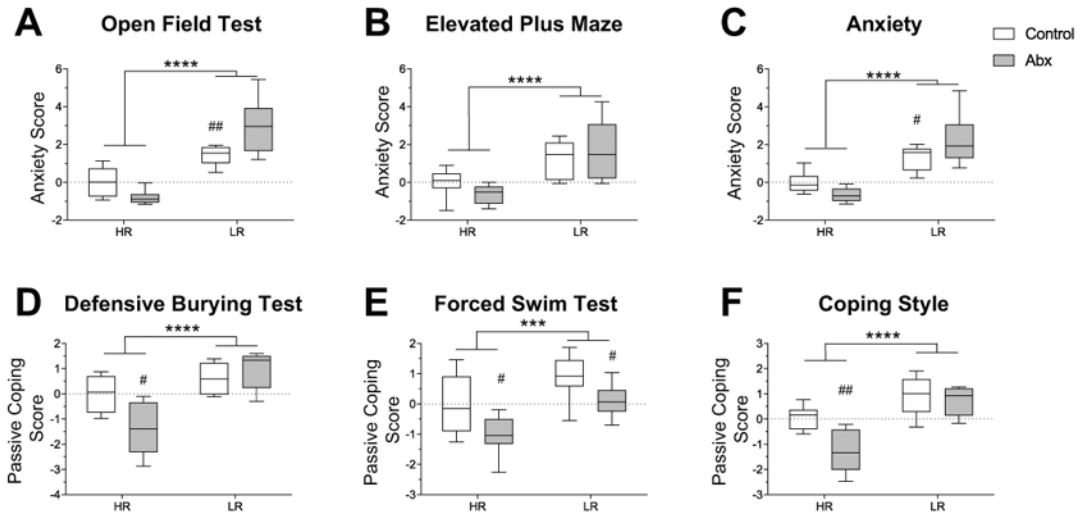 A Open Field Test
Anxiety Score
6
4
2
0
-2
****
##
HR LR
B Elevated Plus Maze
Anxiety Score
6
4
2
0
-2
****
HR LR
C Anxiety
Anxiety Score
6
4
2
0
-2
****
#
HR LR
Control
Abx
D Defensive Burying Test
Passive Coping
Score
2
1
0
-1
-2
-3
-4
****
#
HR LR
E Forced Swim Test
Passive Coping
Score
2
1
0
-1
-2
-3
***
#
#
HR LR
F Coping Style
Passive Coping
Score
3
2
1
0
-1
-2
-3
****
##
HR LR